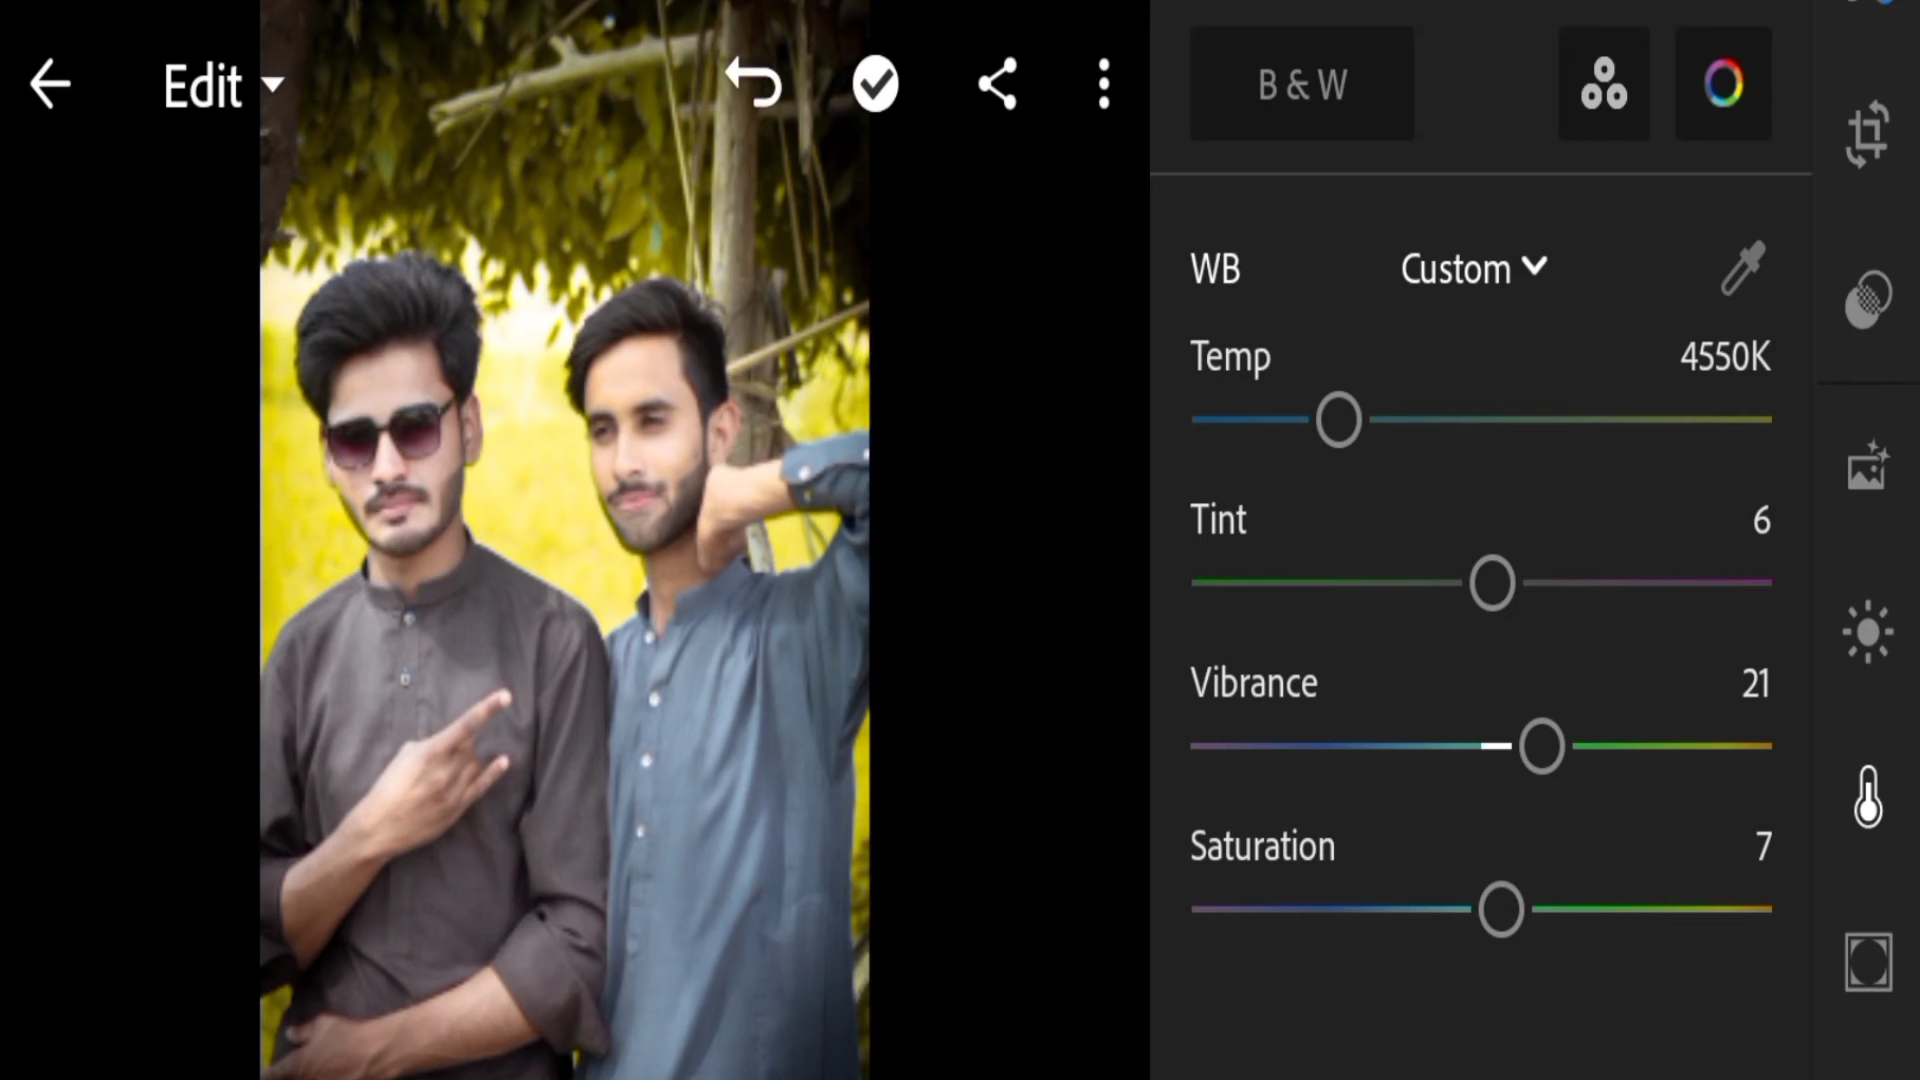 Edit
B & W
WB Custom
Temp 4550K
Tint 6
Vibrance 21
Saturation 7